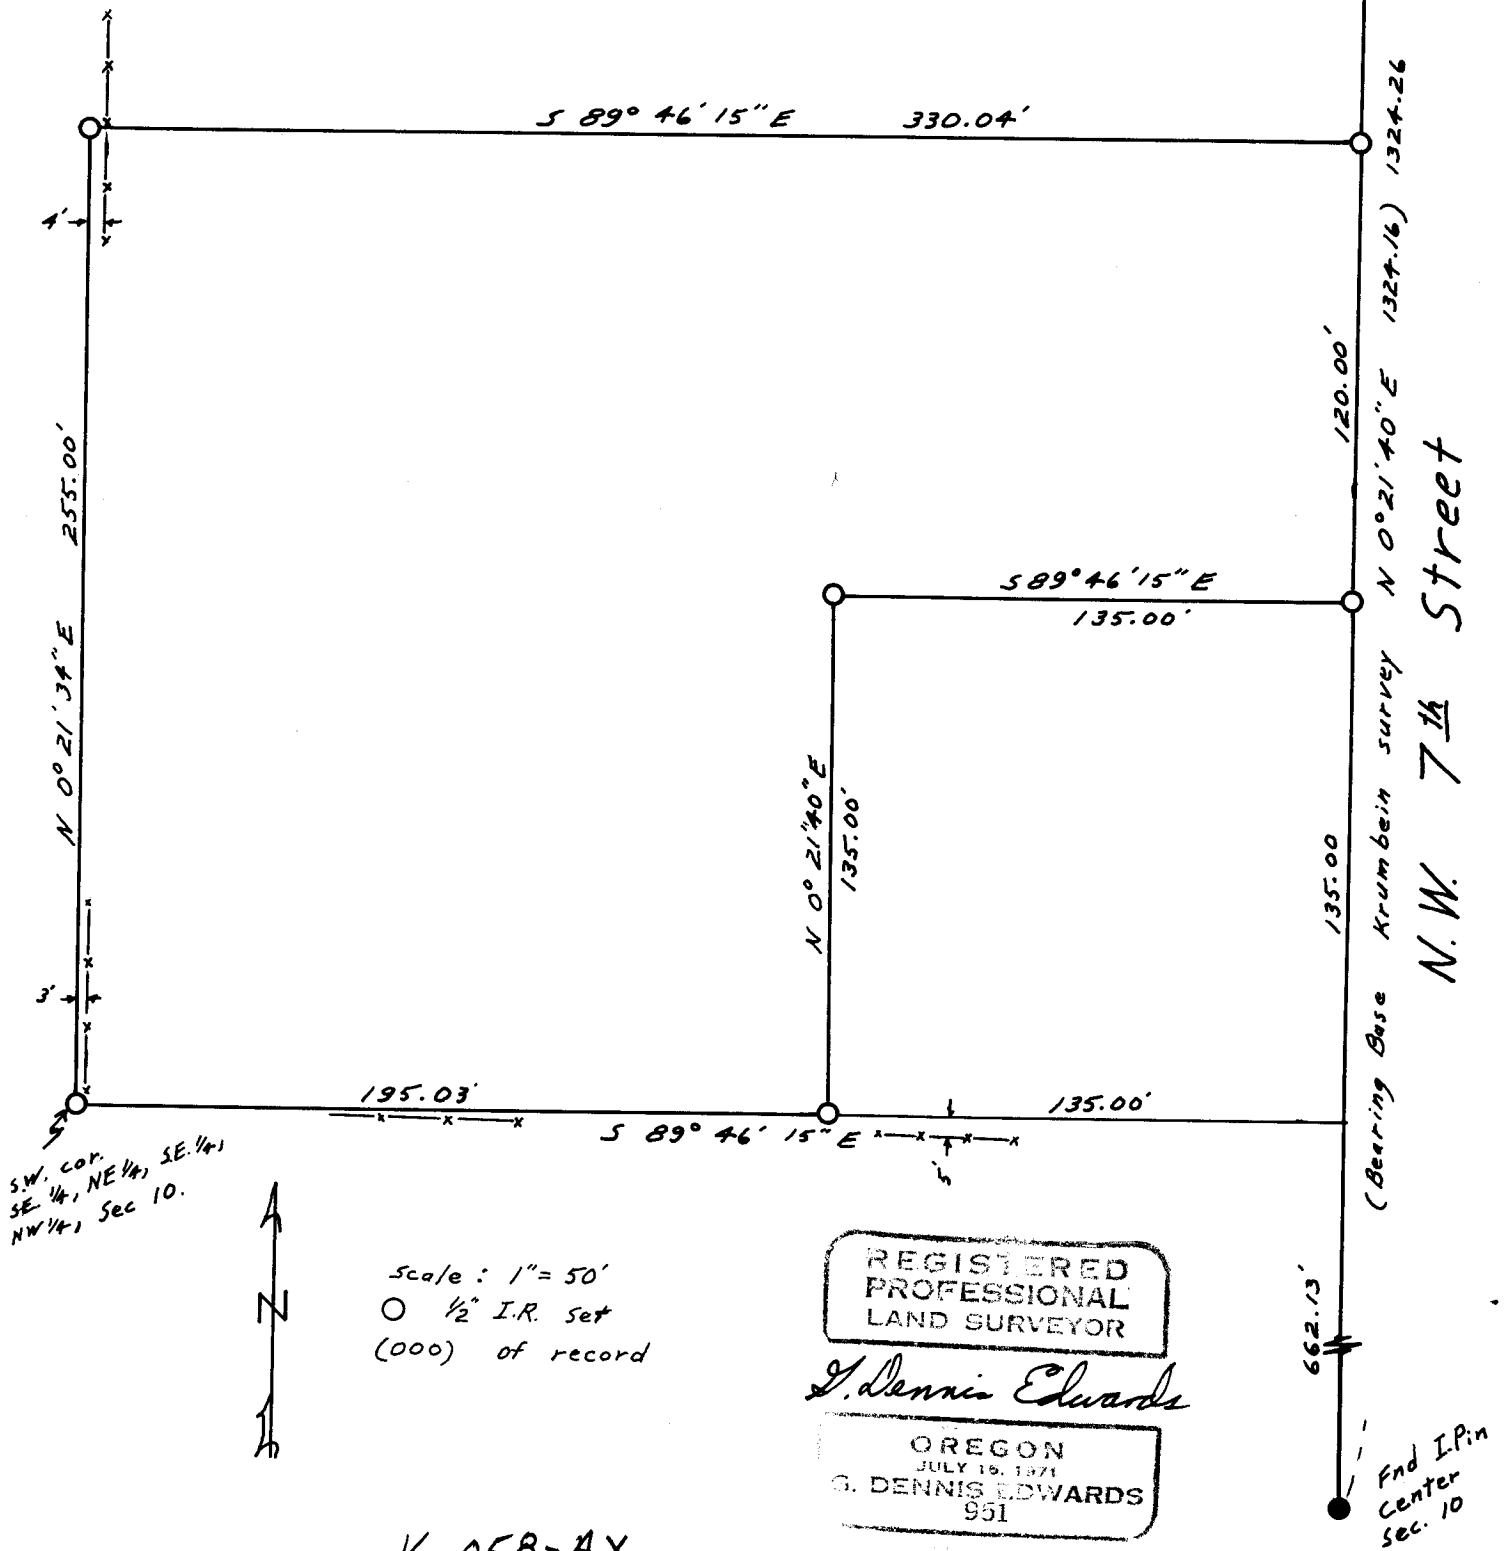 S 89° 46' 15" E 330.04'
4'
N 0° 21' 34" E 255.00'
120.00'
(Bearing Base Krumbein survey N 0° 21' 40" E 1324.16) 1324.26
N.W. 7th Street
S 89° 46' 15" E
135.00'
N 0° 21' 40" E
135.00'
135.00
3'
195.03'
135.00'
S 89° 46' 15" E
5'
S.W. cor.
SE. 1/4, NE 1/4, S.E. 1/4,
NW 1/4, Sec 10.
N
Scale: 1" = 50'
1/2" I.R. Set
(000) of record
REGISTERED
PROFESSIONAL
LAND SURVEYOR
G. Dennis Edwards
OREGON
JULY 16, 1971
G. DENNIS EDWARDS
951
662.13'
Fnd I.Pin
Center
Sec. 10